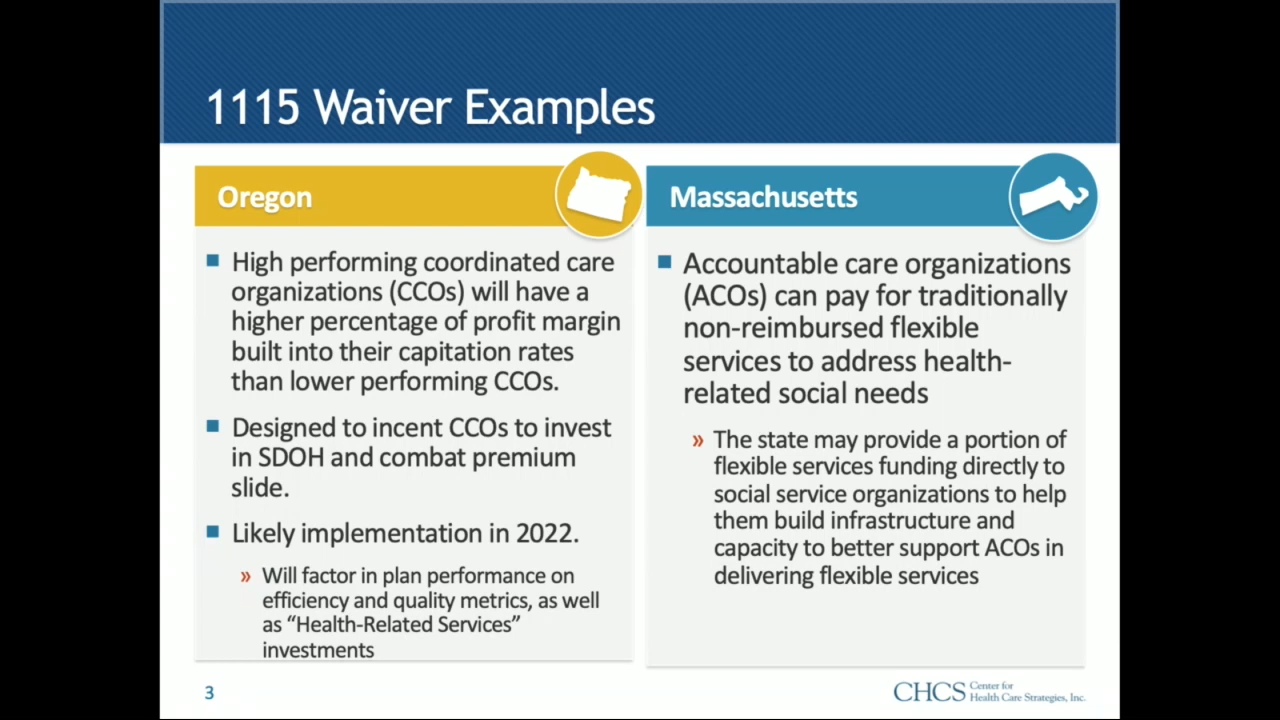 1115 Waiver Examples
Oregon
High performing coordinated care
organizations (CCOs) will have a
higher percentage of profit margin
built into their capitation rates
than lower performing CCOs.
Designed to incent CCOs to invest
in SDOH and combat premium
slide.
Likely implementation in 2022.
» Will factor in plan performance on
efficiency and quality metrics, as well
as “Health-Related Services”
investments
Massachusetts
Accountable care organizations
(ACOs) can pay for traditionally
non-reimbursed flexible
services to address health-
related social needs
» The state may provide a portion of
flexible services funding directly to
social service organizations to help
them build infrastructure and
capacity to better support ACOs in
delivering flexible services
3
CHCS Center for
Health Care Strategies, Inc.